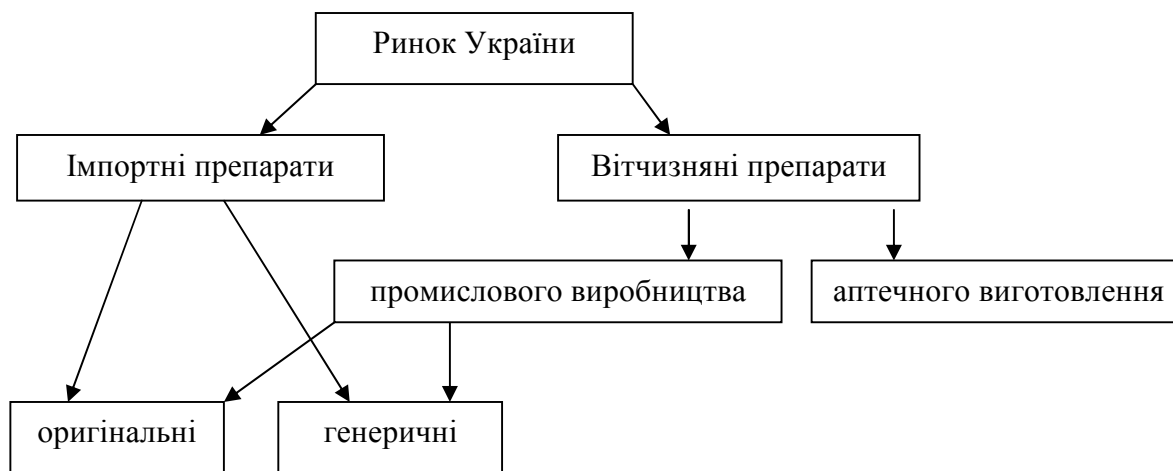 Ринок України
Імпортні препарати
Вітчизняні препарати
промислового виробництва
аптечного виготовлення
оригінальні
генеричні